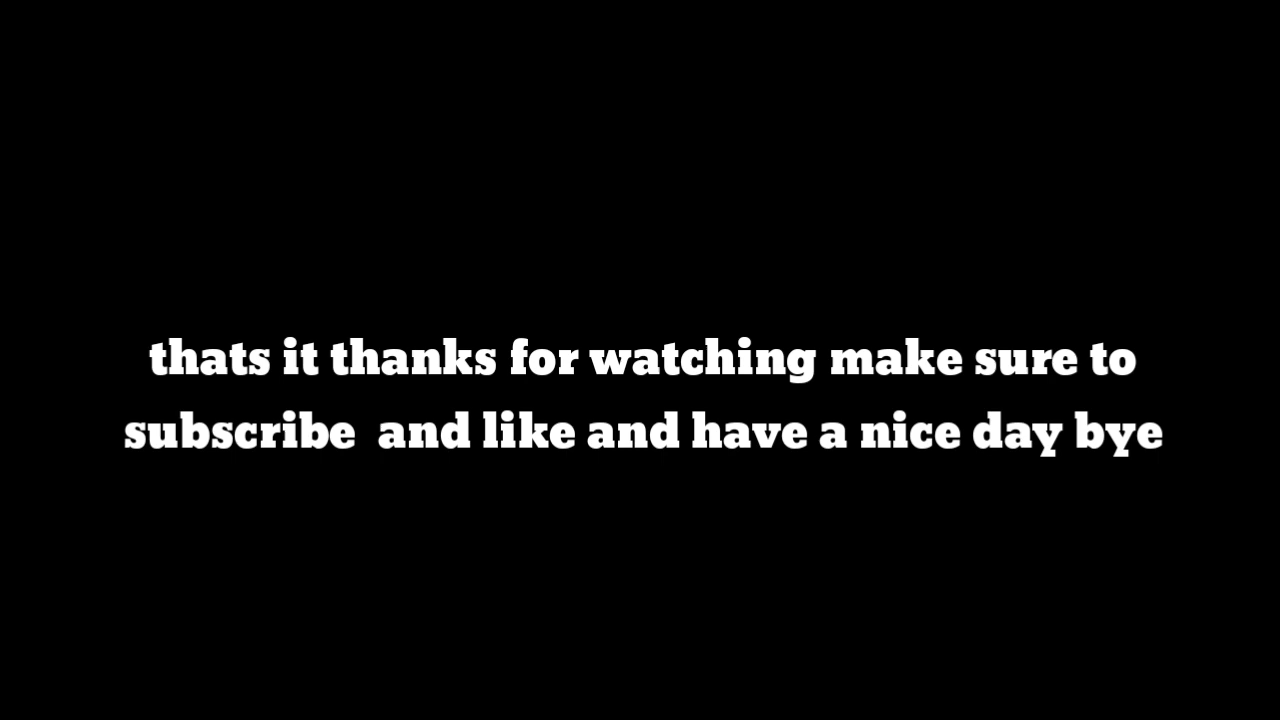 thats it thanks for watching make sure to
subscribe  and like and have a nice day bye